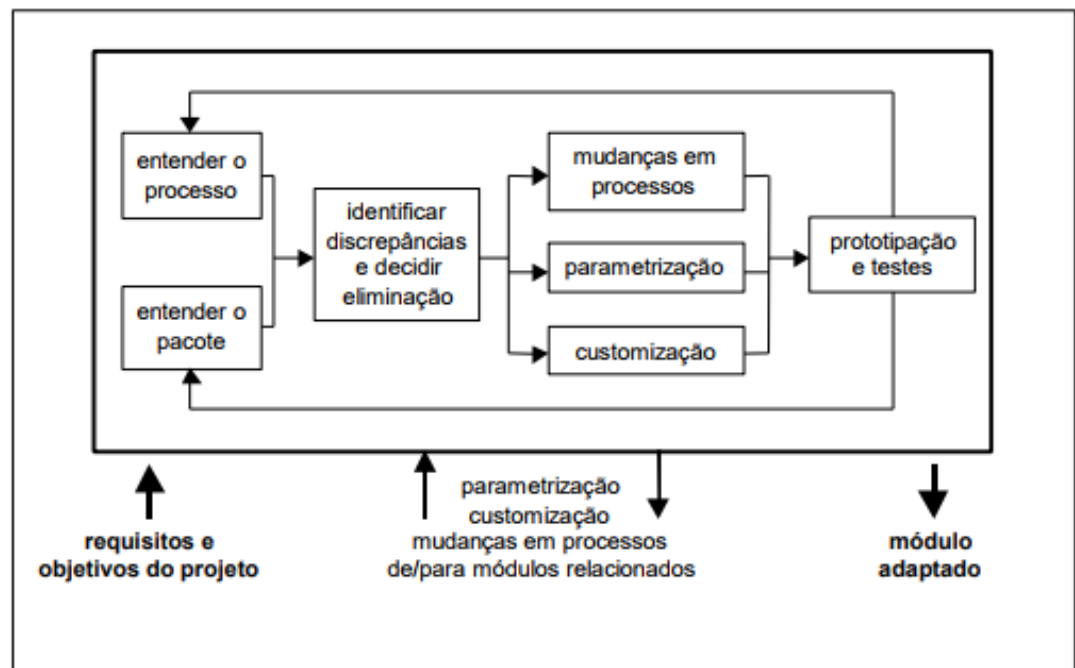 entender o
processo
entender o
pacote
identificar
discrepâncias
e decidir
eliminação
mudanças em
processos
parametrização
customização
prototipação
e testes
requisitos e
objetivos do projeto
parametrização
customização
mudanças em processos
de/para módulos relacionados
módulo
adaptado